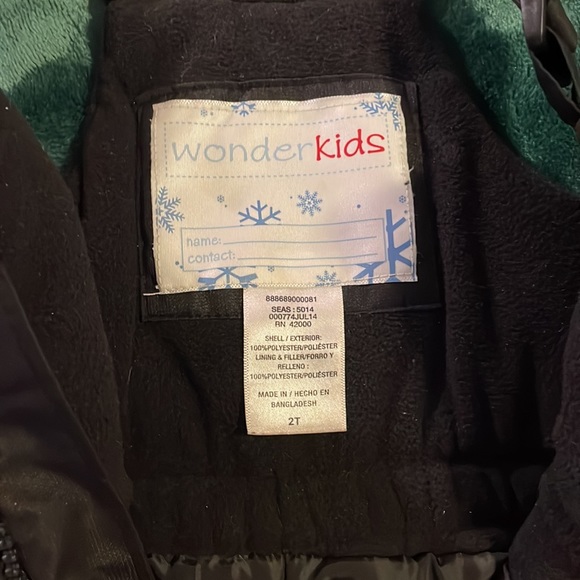 wonderkids
name:
contact:
888689000081
SEAS : 5014
000774JUL14
RN 42000
SHELL / EXTERIOR:
100%POLYESTER/POLIÉSTER
LINING & FILLER/FORRO Y
RELLENO :
100%POLYESTER/POLIÉSTER
MADE IN / HECHO EN
BANGLADESH
2T